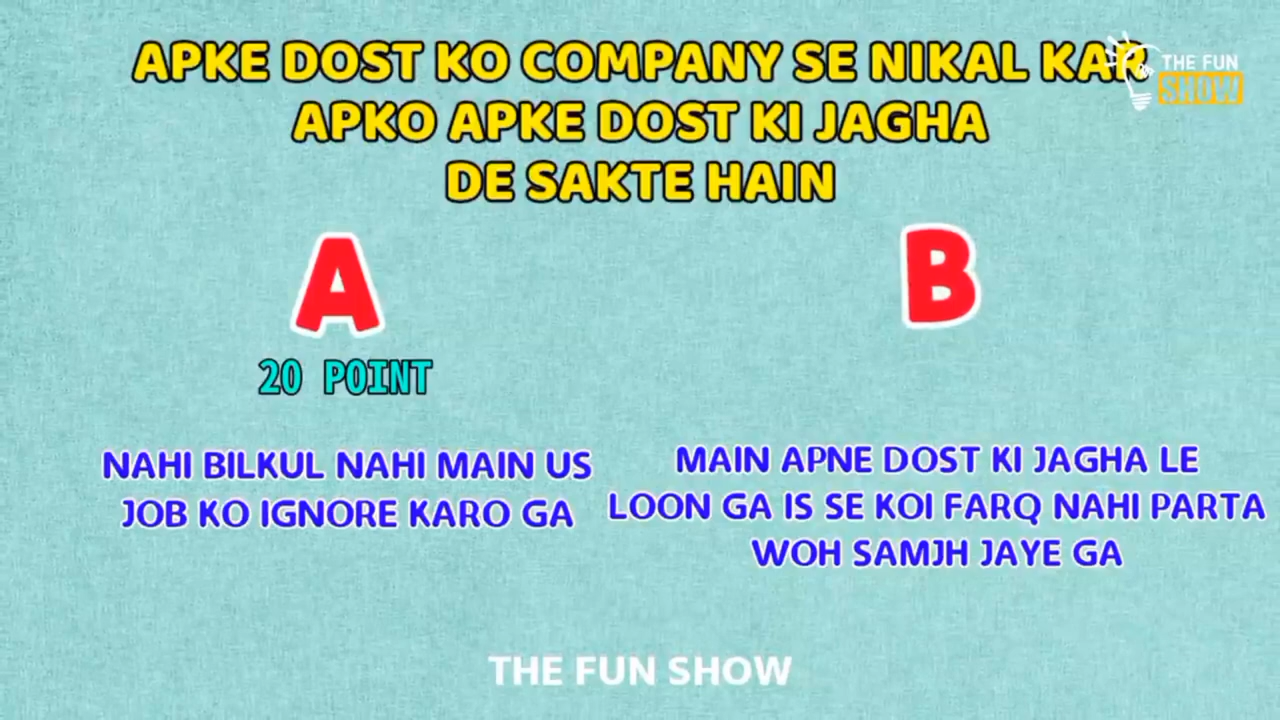 APKE DOST KO COMPANY SE NIKAL KAR
APKO APKE DOST KI JAGHA
DE SAKTE HAIN
THE FUN
SHOW
A
B
20 POINT
NAHI BILKUL NAHI MAIN US
JOB KO IGNORE KARO GA
MAIN APNE DOST KI JAGHA LE
LOON GA IS SE KOI FARQ NAHI PARTA
WOH SAMJH JAYE GA
THE FUN SHOW